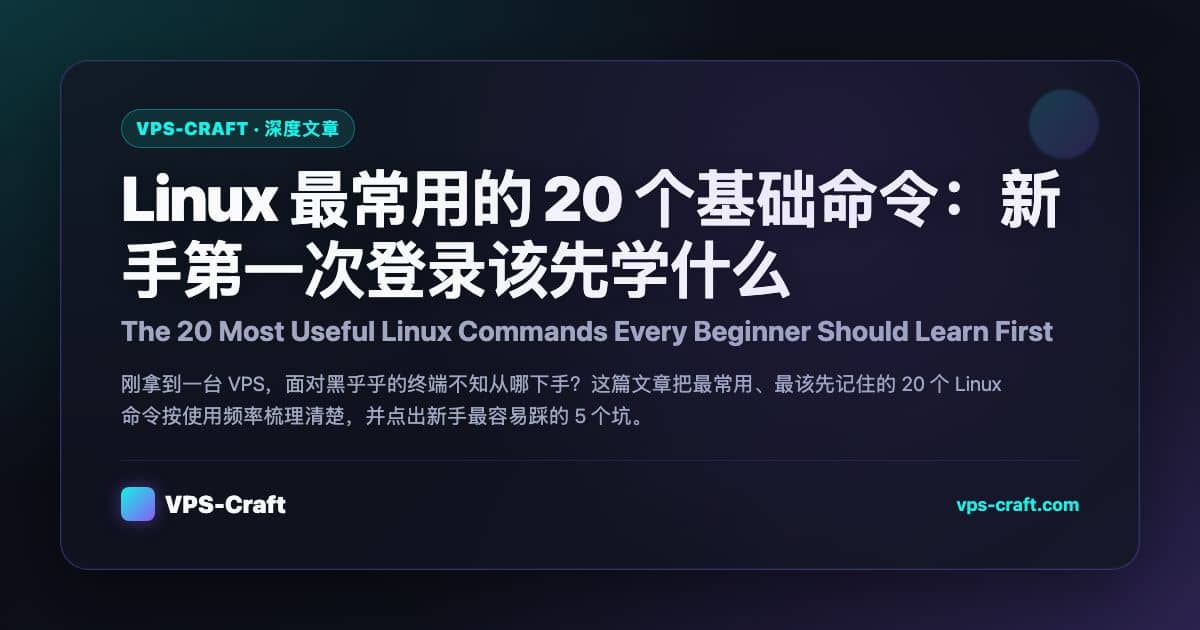 VPS-CRAFT · 深度文章
Linux 最常用的 20 个基础命令：新
手第一次登录该先学什么
The 20 Most Useful Linux Commands Every Beginner Should Learn First
刚拿到一台 VPS，面对黑乎乎的终端不知从哪下手？这篇文章把最常用、最该先记住的 20 个 Linux
命令按使用频率梳理清楚，并点出新手最容易踩的 5 个坑。
VPS-Craft
vps-craft.com